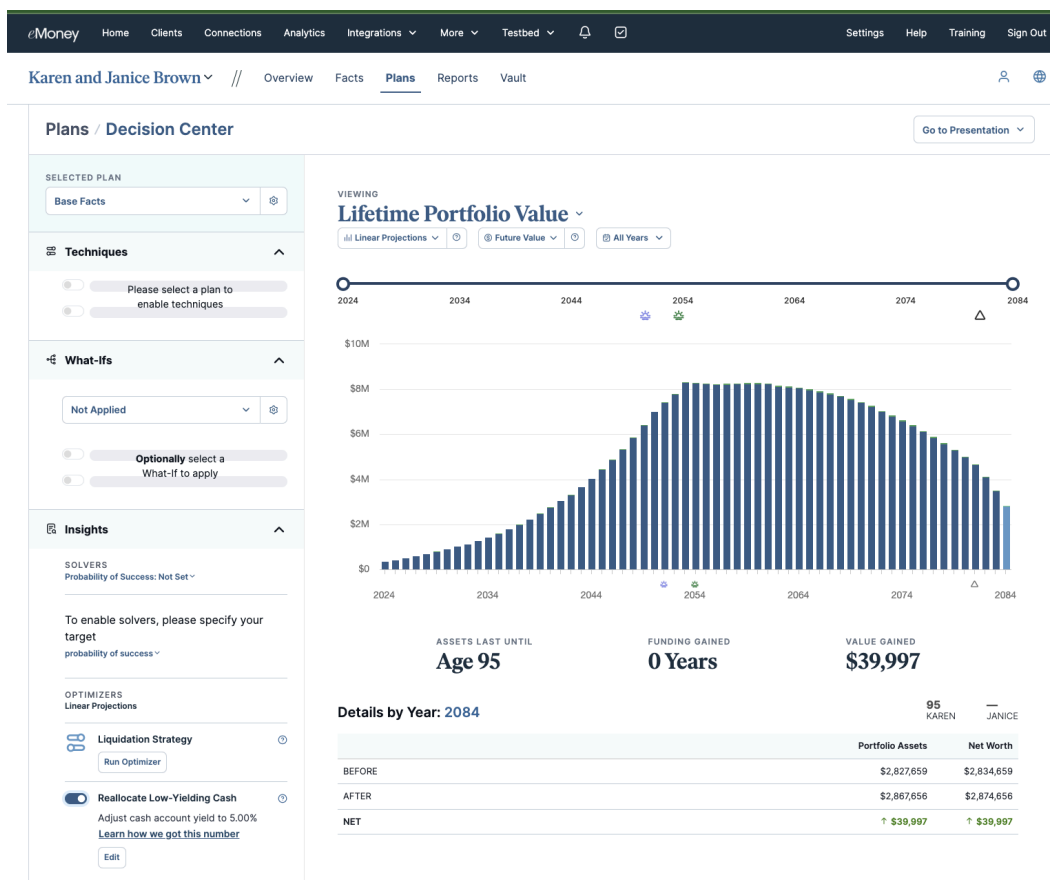 eMoney Home Clients Connections Analytics Integrations More Testbed Settings Help Training Sign Out
Karen and Janice Brown // Overview Facts Plans Reports Vault
Plans / Decision Center Go to Presentation
SELECTED PLAN
Base Facts
Techniques
Please select a plan to
enable techniques
What-Ifs
Not Applied
Optionally select a
What-If to apply
Insights
SOLVERS
Probability of Success: Not Set
To enable solvers, please specify your
target
probability of success
OPTIMIZERS
Linear Projections
Liquidation Strategy
Run Optimizer
Reallocate Low-Yielding Cash
Adjust cash account yield to 5.00%
Learn how we got this number
Edit
VIEWING
Lifetime Portfolio Value
Linear Projections Future Value All Years
2024 2034 2044 2054 2064 2074 2084
$10M
$8M
$6M
$4M
$2M
$0
2024 2034 2044 2054 2064 2074 2084
ASSETS LAST UNTIL FUNDING GAINED VALUE GAINED
Age 95 0 Years $39,997
Details by Year: 2084 95 —
KAREN JANICE
Portfolio Assets Net Worth
BEFORE $2,827,659 $2,834,659
AFTER $2,867,656 $2,874,656
NET ↑ $39,997 ↑ $39,997